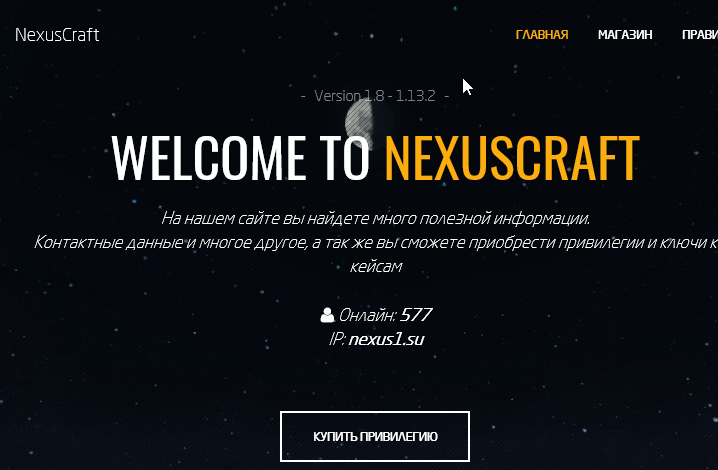 NexusCraft
ГЛАВНАЯ МАГАЗИН
- Version 1.8 - 1.13.2 -
WELCOME TO NEXUSCRAFT
На нашем сайте вы найдете много полезной информации.
Контактные данные и многое другое, а так же вы сможете приобрести привилегии и ключи к
кейсам
Онлайн: 577
IP: nexus1.su
КУПИТЬ ПРИВИЛЕГИЮ